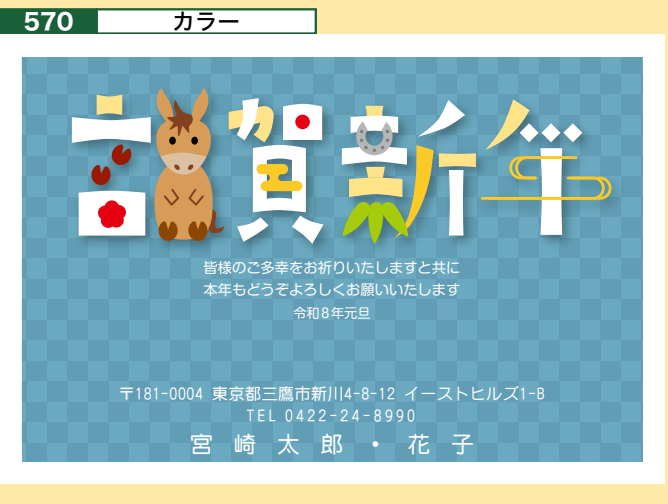 570 カラー
謹賀新年
皆様のご多幸をお祈りいたしますと共に
本年もどうぞよろしくお願いいたします
令和8年元旦
〒181-0004 東京都三鷹市新川4-8-12 イーストヒルズ1-B
TEL 0422-24-8990
宮崎太郎・花子